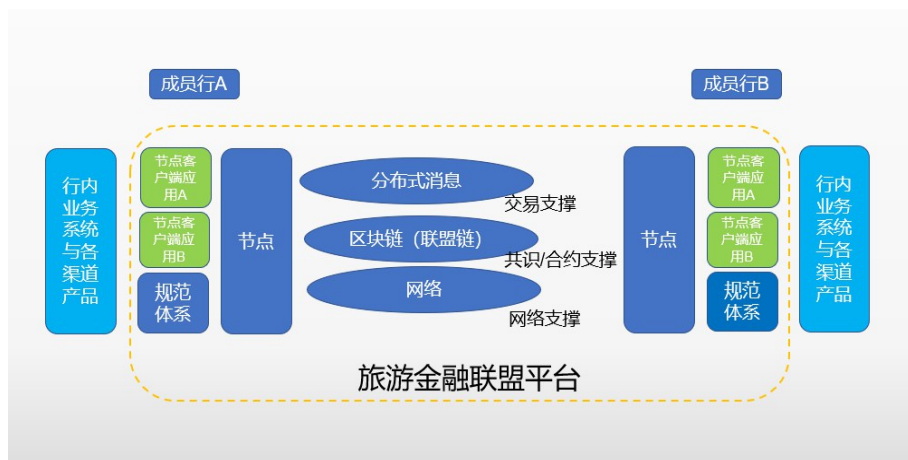 成员行A
成员行B
行内
业务
系统
与各
渠道
产品
节点客
户端应
用A
节点客
户端应
用B
规范
体系
节点
分布式消息
交易支撑
区块链（联盟链）
共识/合约支撑
网络
网络支撑
节点
节点客
户端应
用A
节点客
户端应
用B
规范
体系
行内
业务
系统
与各
渠道
产品
旅游金融联盟平台